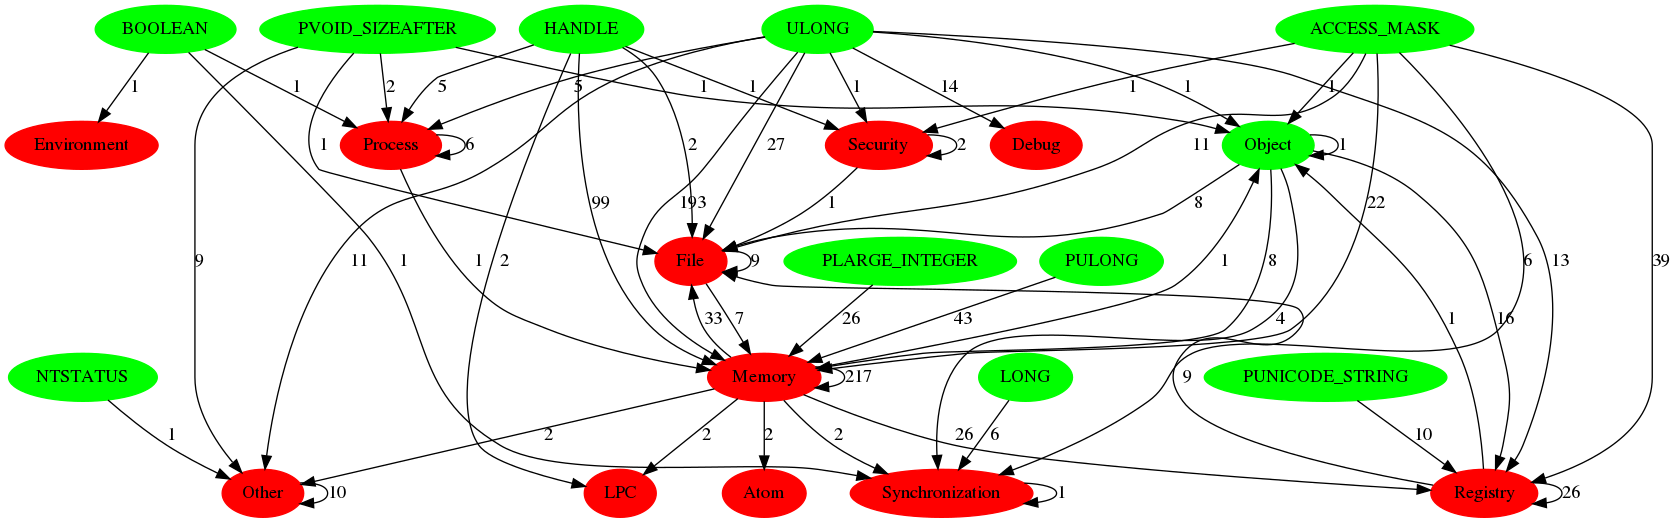 BOOLEAN PVOID_SIZEAFTER HANDLE ULONG ACCESS_MASK
1 1 2 5 5 1 1 1 14 1 1 1
Environment Process Security Debug Object
1 6 2 27 2 11 1
9 11 1 1 99 2 193 1 8 22
File PLARGE_INTEGER PULONG
9 1 8 6 13 39
1 2 33 7 26 43 4 1 16
NTSTATUS Memory LONG PUNICODE_STRING
217 9
1 2 2 2 2 6 26 10
Other LPC Atom Synchronization Registry
10 1 26